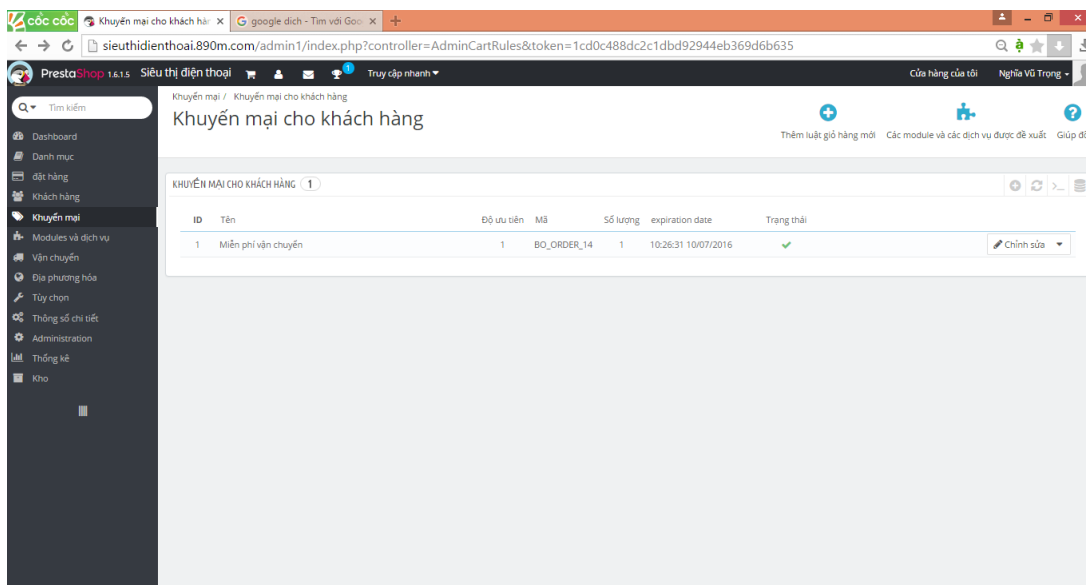 cốc cốc Khuyến mại cho khách hàn G google dich - Tim với Goo
sieuthidienthoai.890m.com/admin1/index.php?controller=AdminCartRules&token=1cd0c488dc2c1dbd92944eb369d6b635
PrestaShop 1.6.1.5 Siêu thị điện thoại 1 Truy cập nhanh Cửa hàng của tôi Nghĩa Vũ Trọng
Tìm kiếm
Dashboard
Danh mục
đặt hàng
Khách hàng
Khuyến mại
Modules và dịch vụ
Vận chuyển
Địa phương hóa
Tùy chọn
Thông số chi tiết
Administration
Thống kê
Kho
Khuyến mại / Khuyến mại cho khách hàng
Khuyến mại cho khách hàng
Thêm luật giỏ hàng mới Các module và các dịch vụ được đề xuất Giúp đỡ
KHUYẾN MẠI CHO KHÁCH HÀNG 1
ID Tên Độ ưu tiên Mã Số lượng expiration date Trạng thái
1 Miễn phí vận chuyển 1 BO_ORDER_14 1 10:26:31 10/07/2016 Chỉnh sửa